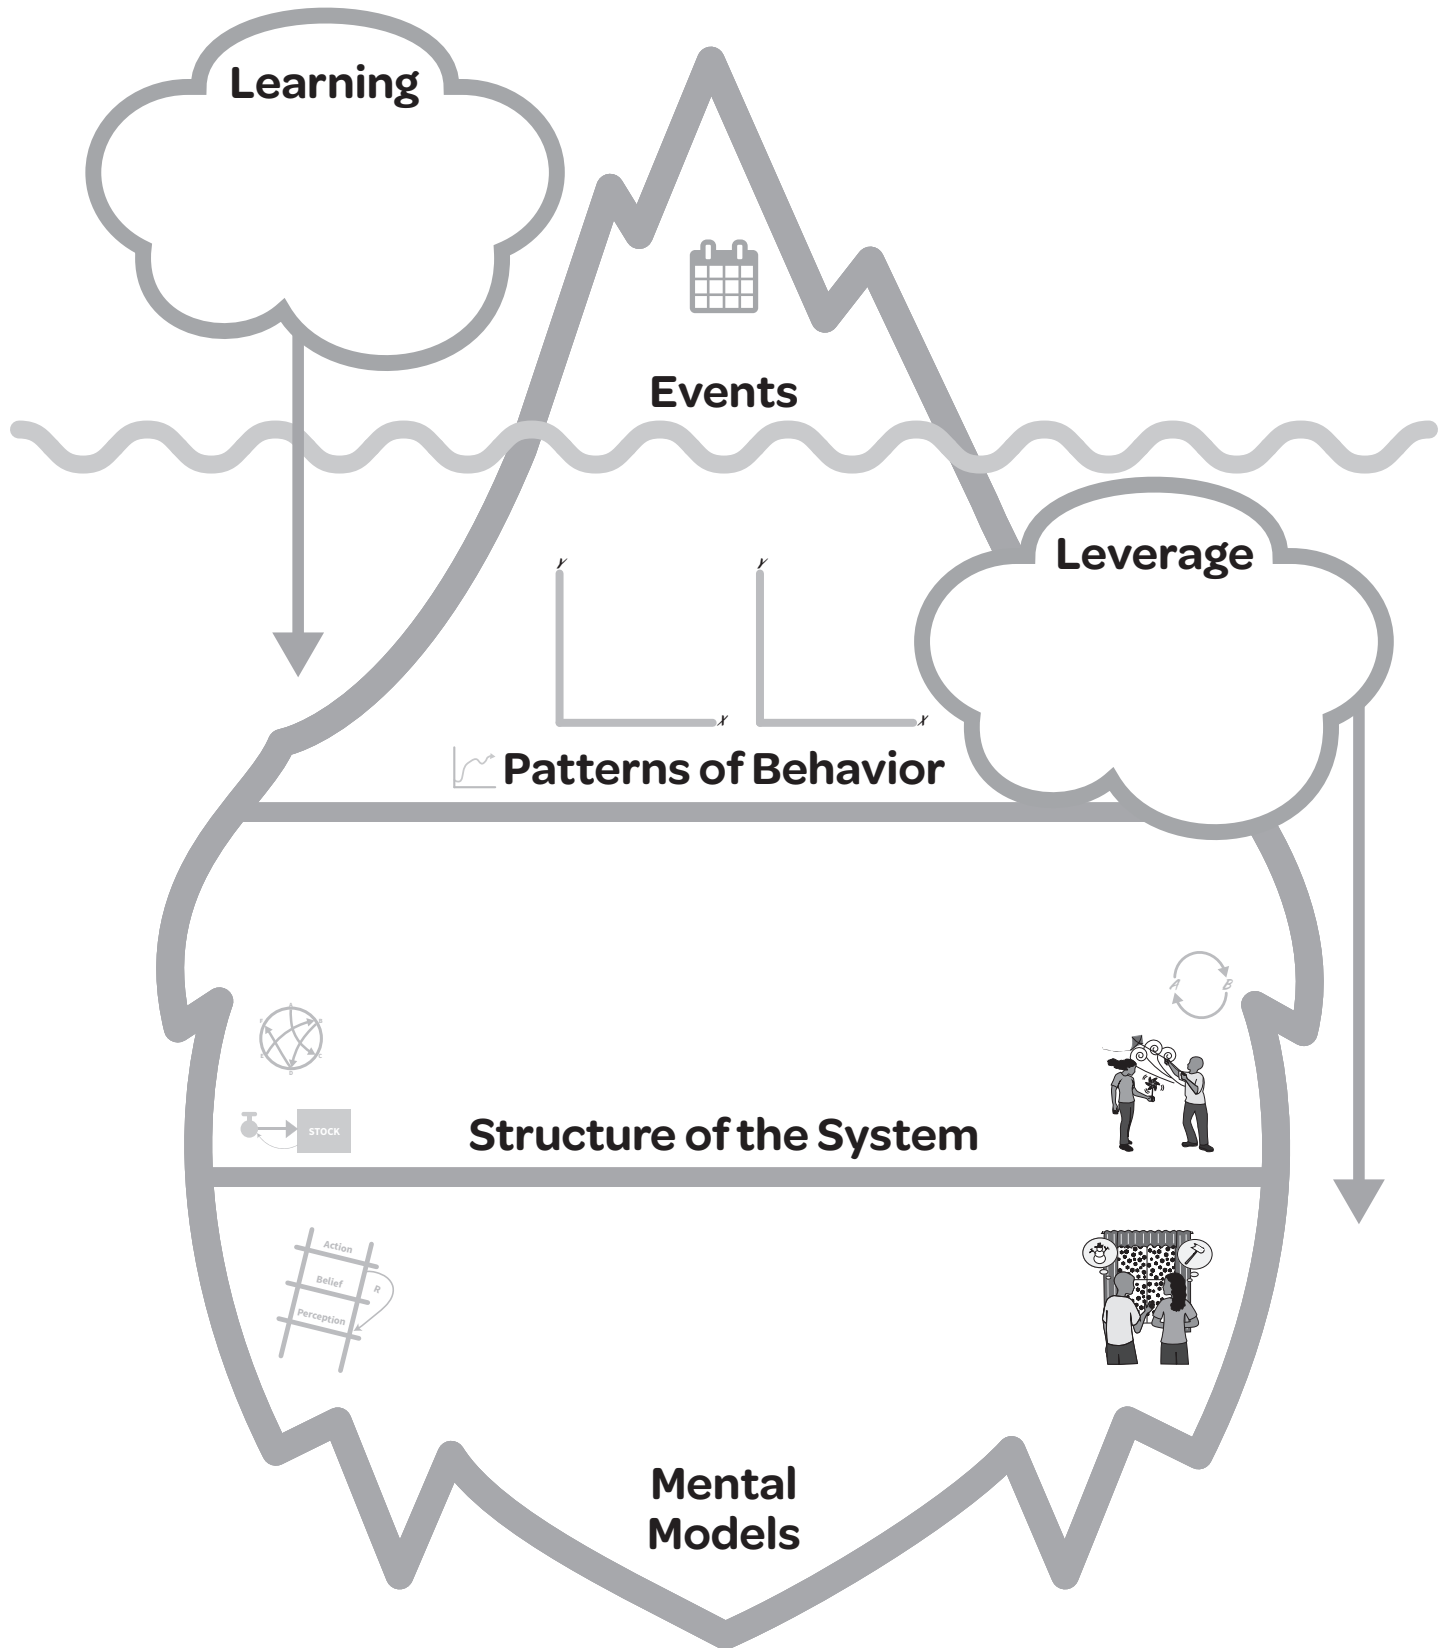 Learning
Events
Leverage
y
y
x
x
Patterns of Behavior
A
B
STOCK
Structure of the System
Action
Belief
R
Perception
Mental
Models